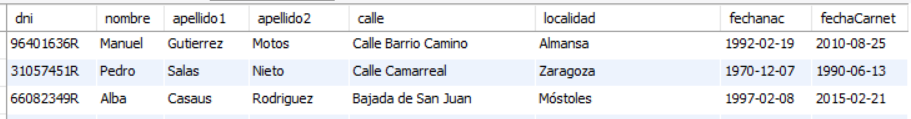 dni nombre apellido1 apellido2 calle localidad fechanac fechaCarnet
96401636R Manuel Gutierrez Motos Calle Barrio Camino Almansa 1992-02-19 2010-08-25
31057451R Pedro Salas Nieto Calle Camarreal Zaragoza 1970-12-07 1990-06-13
66082349R Alba Casaus Rodriguez Bajada de San Juan Móstoles 1997-02-08 2015-02-21